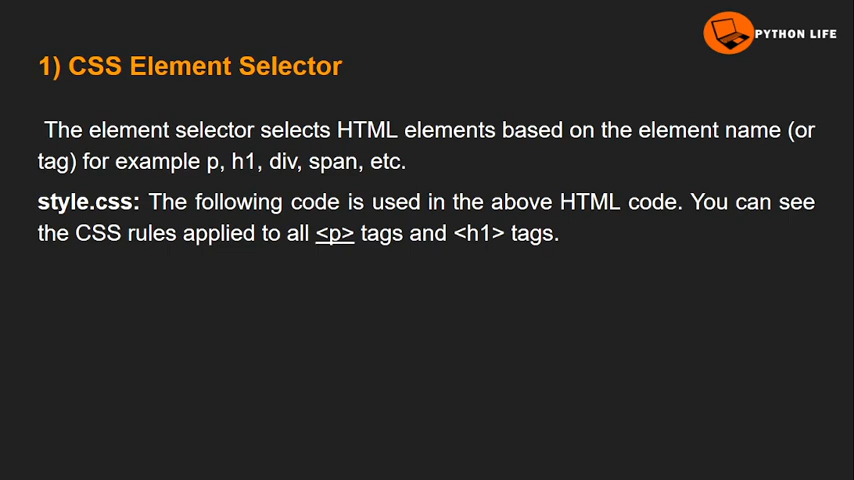 PYTHON LIFE
1) CSS Element Selector
The element selector selects HTML elements based on the element name (or
tag) for example p, h1, div, span, etc.
style.css: The following code is used in the above HTML code. You can see
the CSS rules applied to all <p> tags and <h1> tags.